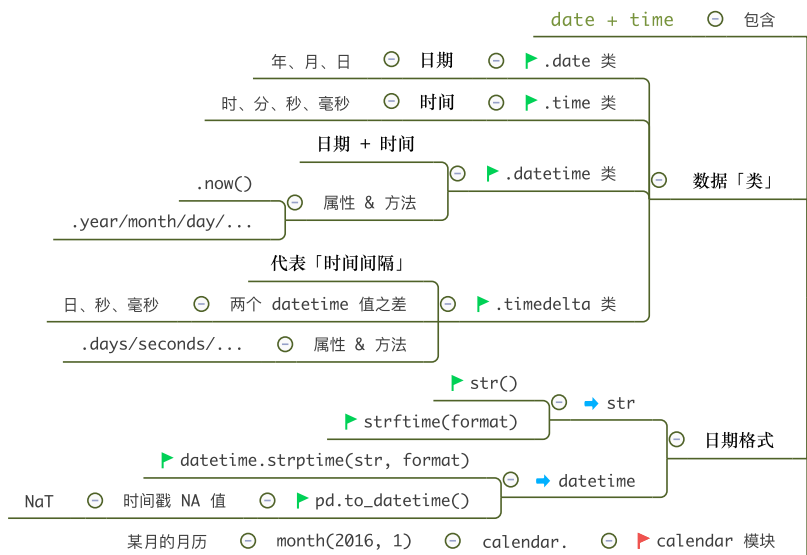 date + time 包含
年、月、日 日期 .date 类
时、分、秒、毫秒 时间 .time 类
日期 + 时间
.datetime 类
数据「类」
.now()
属性 & 方法
.year/month/day/...
代表「时间间隔」
日、秒、毫秒 两个 datetime 值之差 .timedelta 类
.days/seconds/... 属性 & 方法
str()
str
strftime(format)
日期格式
datetime.strptime(str, format)
datetime
NaT 时间戳 NA 值 pd.to_datetime()
某月的月历 month(2016, 1) calendar. calendar 模块